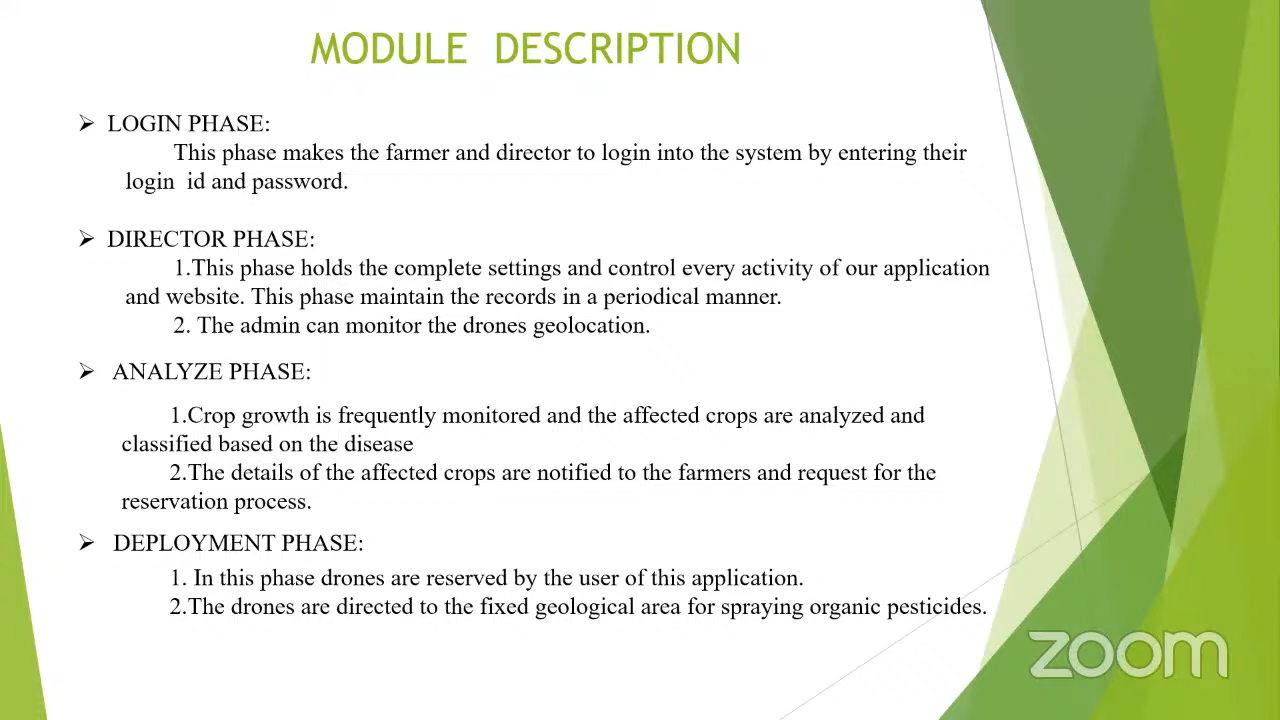 MODULE DESCRIPTION
➢ LOGIN PHASE:
This phase makes the farmer and director to login into the system by entering their
login id and password.
➢ DIRECTOR PHASE:
1.This phase holds the complete settings and control every activity of our application
and website. This phase maintain the records in a periodical manner.
2. The admin can monitor the drones geolocation.
➢ ANALYZE PHASE:
1.Crop growth is frequently monitored and the affected crops are analyzed and
classified based on the disease
2.The details of the affected crops are notified to the farmers and request for the
reservation process.
➢ DEPLOYMENT PHASE:
1. In this phase drones are reserved by the user of this application.
2.The drones are directed to the fixed geological area for spraying organic pesticides.
zoom